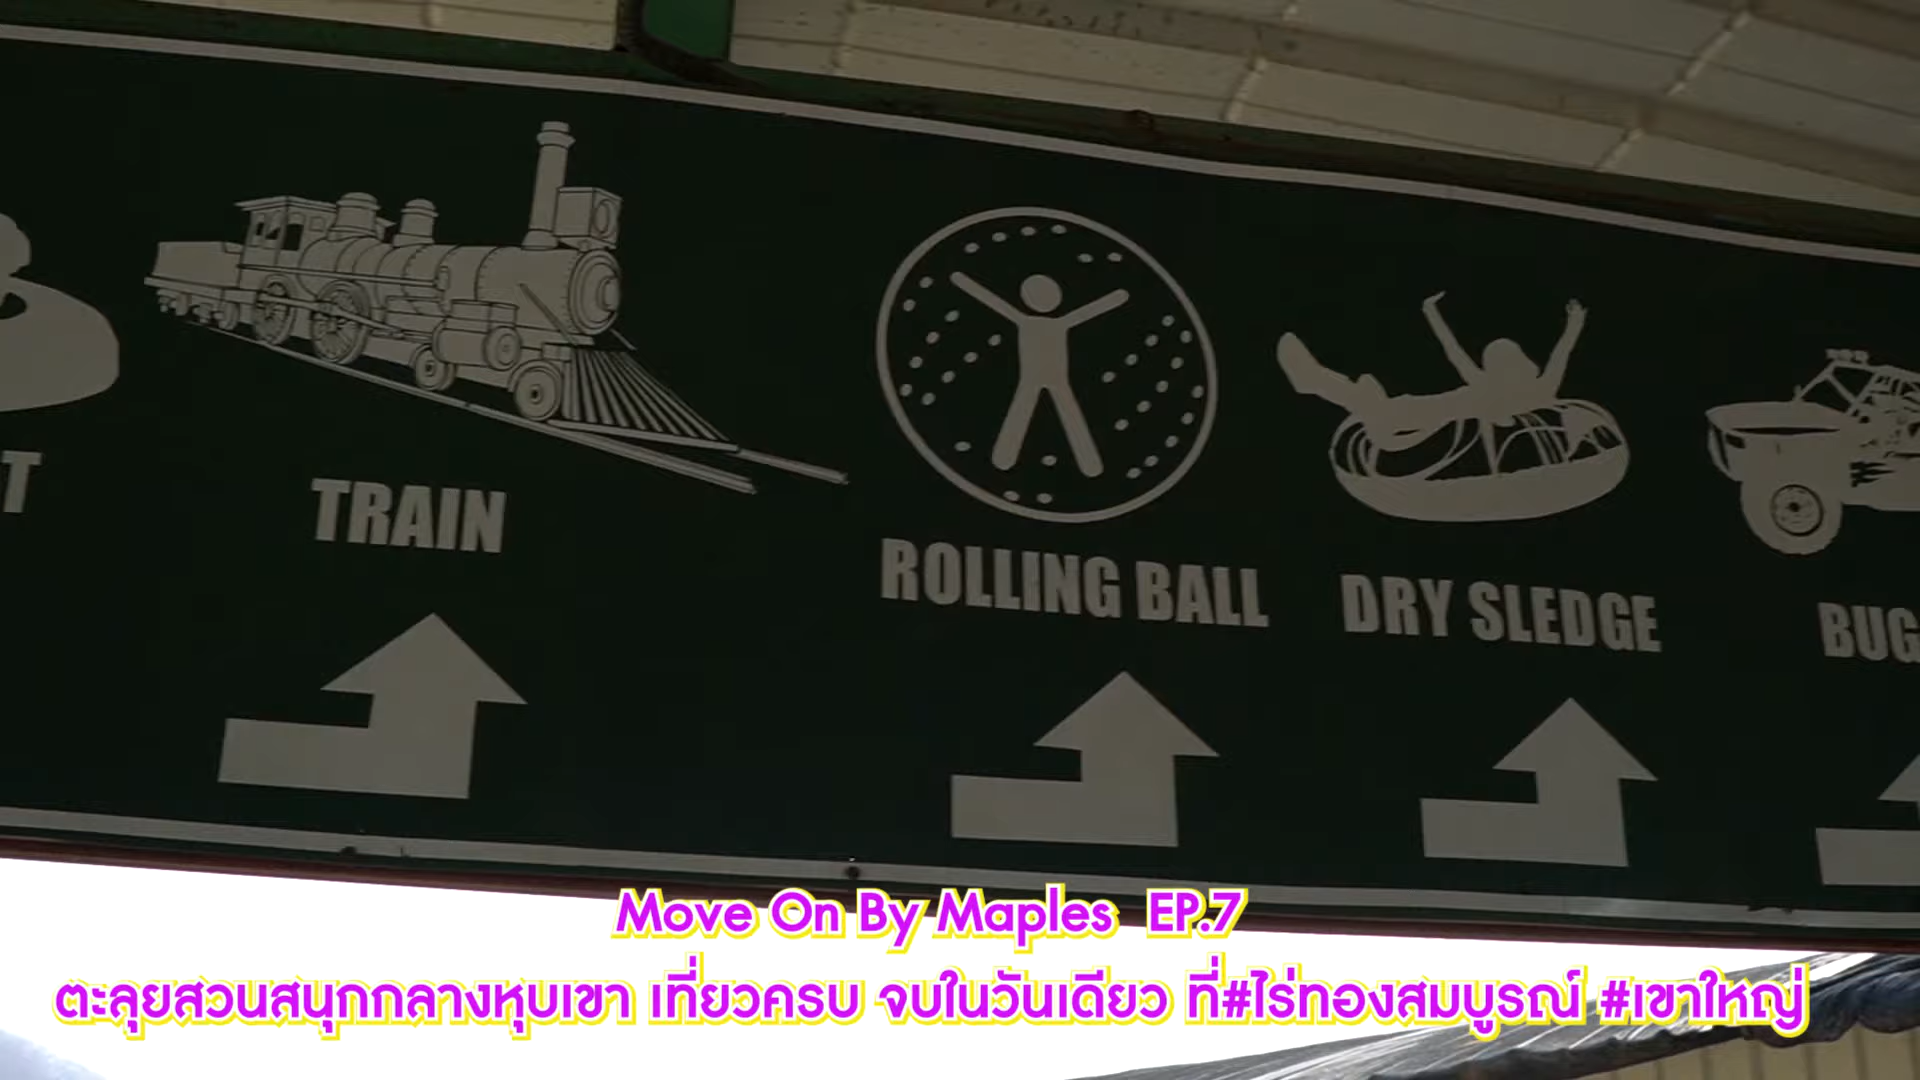 TRAIN
ROLLING BALL
DRY SLEDGE
Move On By Maples EP.7
ตะลุยสวนสนุกกลางหุบเขา เที่ยวครบ จบในวันเดียว ที่#ไร่ทองสมบูรณ์ #เขาใหญ่